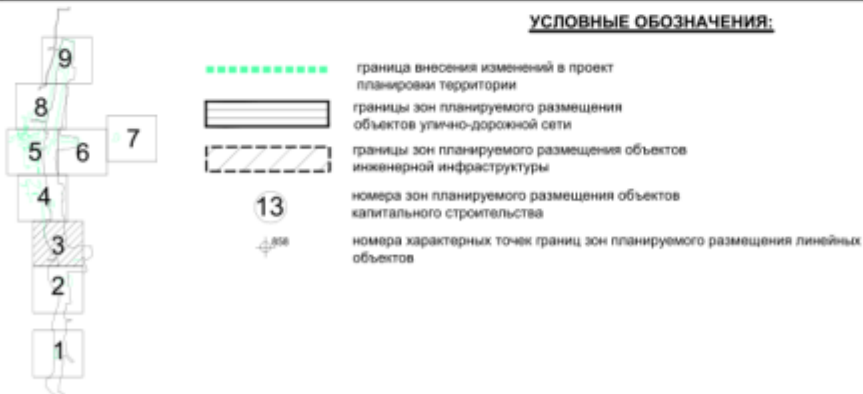 УСЛОВНЫЕ ОБОЗНАЧЕНИЯ:
9
8
7
5
6
4
3
2
1
граница внесения изменений в проект
планировки территории
границы зон планируемого размещения
объектов улично-дорожной сети
границы зон планируемого размещения объектов
инженерной инфраструктуры
13
номера зон планируемого размещения объектов
капитального строительства
858
номера характерных точек границ зон планируемого размещения линейных
объектов